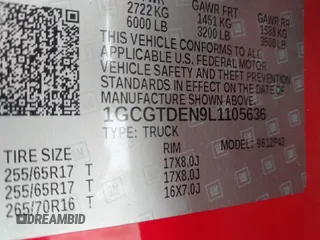 GVWR GAWR FRT GAWR RR
2722 KG 1451 KG 1588 KG
6000 LB 3200 LB 3500 LB
THIS VEHICLE CONFORMS TO ALL
APPLICABLE U.S. FEDERAL MOTOR
VEHICLE SAFETY AND THEFT PREVENTION
STANDARDS IN EFFECT ON THE DATE OF
MANUFACTURE SHOWN ABOVE.
1GCGTDEN9L1105636
TYPE: TRUCK
MODEL: 
TIRE SIZE RIM
255/65R17 T 17X8.0J
255/65R17 T 17X8.0J
265/70R16 T 16X7.0J
DREAMBID